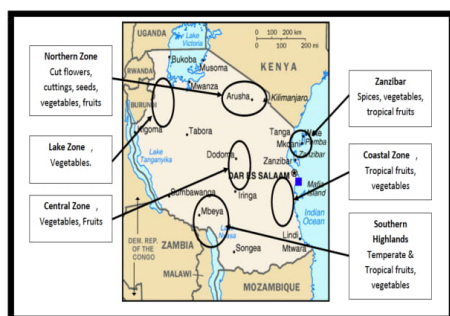 Northern Zone
Cut flowers,
cuttings, seeds,
vegetables, fruits
Lake Zone ,
Vegetables.
Central Zone ,
Vegetables, Fruits
UGANDA
Lake
Victoria
0 100 200 km
0 100 200 mi
Bukoba
Musoma
KENYA
RWANDA
Mwanza
BURUNDI
Arusha
Kilimanjaro
Kigoma
Tabora
Tanga
Mkoani
Pemba
Lake
Tanganyika
Dodoma
Zanzibar
Zanzibar
DAR ES SALAAM
Mafia
Island
Sumbawanga
Iringa
Mbeya
Indian
Ocean
DEM. REP.
OF THE
CONGO
ZAMBIA
Lindi
Mtwara
Songea
MALAWI
MOZAMBIQUE
Zanzibar
Spices, vegetables,
tropical fruits
Coastal Zone ,
Tropical fruits,
vegetables
Southern
Highlands
Temperate &
Tropical fruits,
vegetables